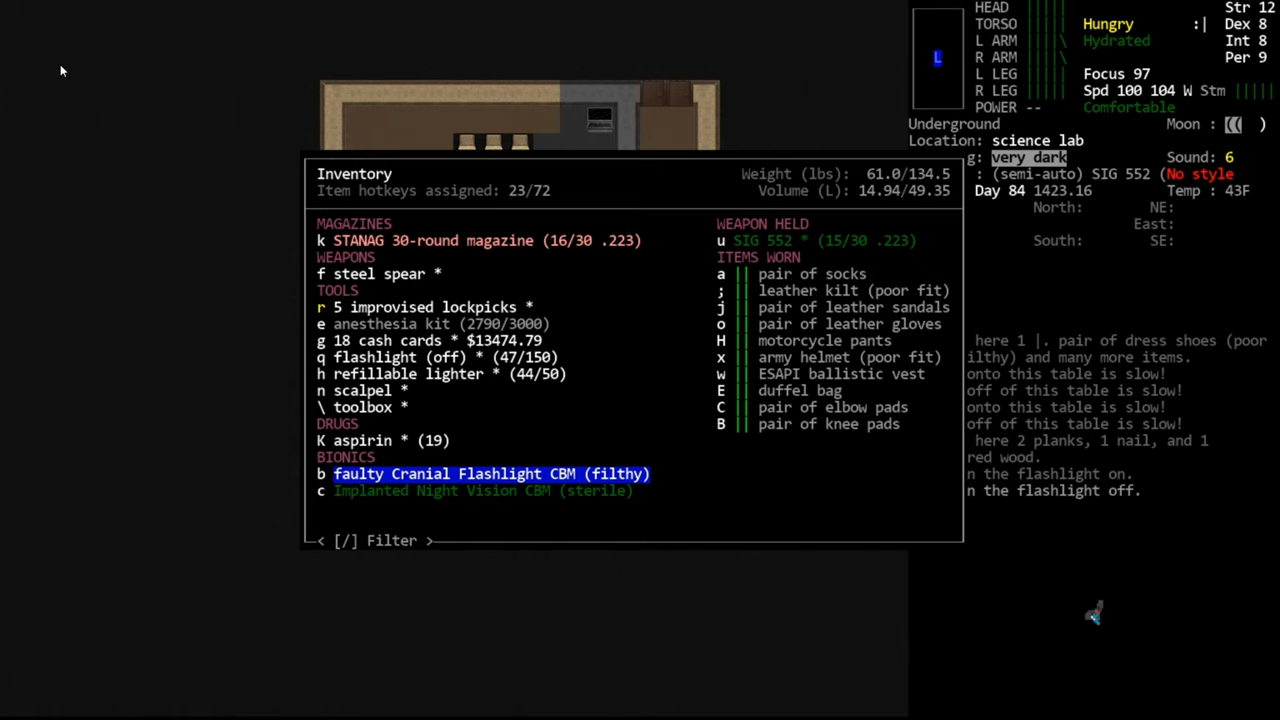 HEAD Str 12
TORSO Hungry :| Dex 8
L ARM Hydrated Int 8
R ARM Per 9
L LEG Focus 97
R LEG Spd 100 104 W Stm
POWER -- Comfortable
Underground Moon : (( )
Location: science lab
g: very dark Sound: 6
: (semi-auto) SIG 552 (No style
Day 84 1423.16 Temp : 43F
North: NE:
East:
South: SE:
Inventory Weight (lbs): 61.0/134.5
Item hotkeys assigned: 23/72 Volume (L): 14.94/49.35
MAGAZINES
k STANAG 30-round magazine (16/30 .223)
WEAPONS
f steel spear *
TOOLS
r 5 improvised lockpicks *
e anesthesia kit (2790/3000)
g 18 cash cards * $13474.79
q flashlight (off) * (47/150)
h refillable lighter * (44/50)
n scalpel *
\ toolbox *
DRUGS
K aspirin * (19)
BIONICS
b faulty Cranial Flashlight CBM (filthy)
c Implanted Night Vision CBM (sterile)
WEAPON HELD
u SIG 552 * (15/30 .223)
ITEMS WORN
a || pair of socks
; || leather kilt (poor fit)
j || pair of leather sandals
o || pair of leather gloves
H || motorcycle pants
x || army helmet (poor fit)
w || ESAPI ballistic vest
E || duffel bag
C || pair of elbow pads
B || pair of knee pads
< [/] Filter >
here 1 |. pair of dress shoes (poor
ilthy) and many more items.
onto this table is slow!
off of this table is slow!
onto this table is slow!
off of this table is slow!
here 2 planks, 1 nail, and 1
red wood.
n the flashlight on.
n the flashlight off.
L